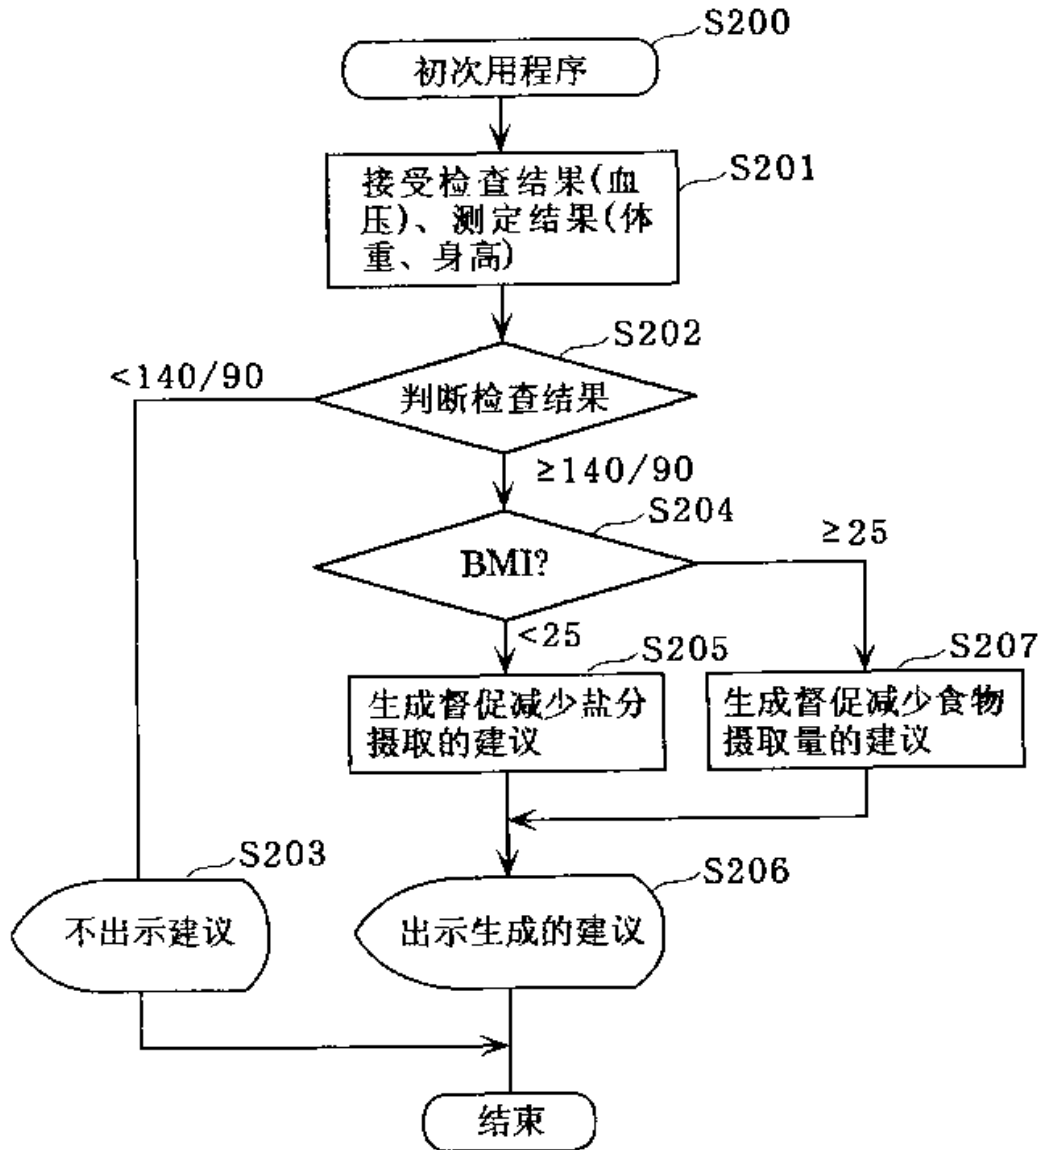 S200
初次用程序
S201
接受检查结果(血
压)、测定结果(体
重、身高)
S202
<140/90
判断检查结果
≥140/90
S204
≥25
BMI?
<25
S205
S207
生成督促减少盐分
摄取的建议
生成督促减少食物
摄取量的建议
S203
S206
不出示建议
出示生成的建议
结束